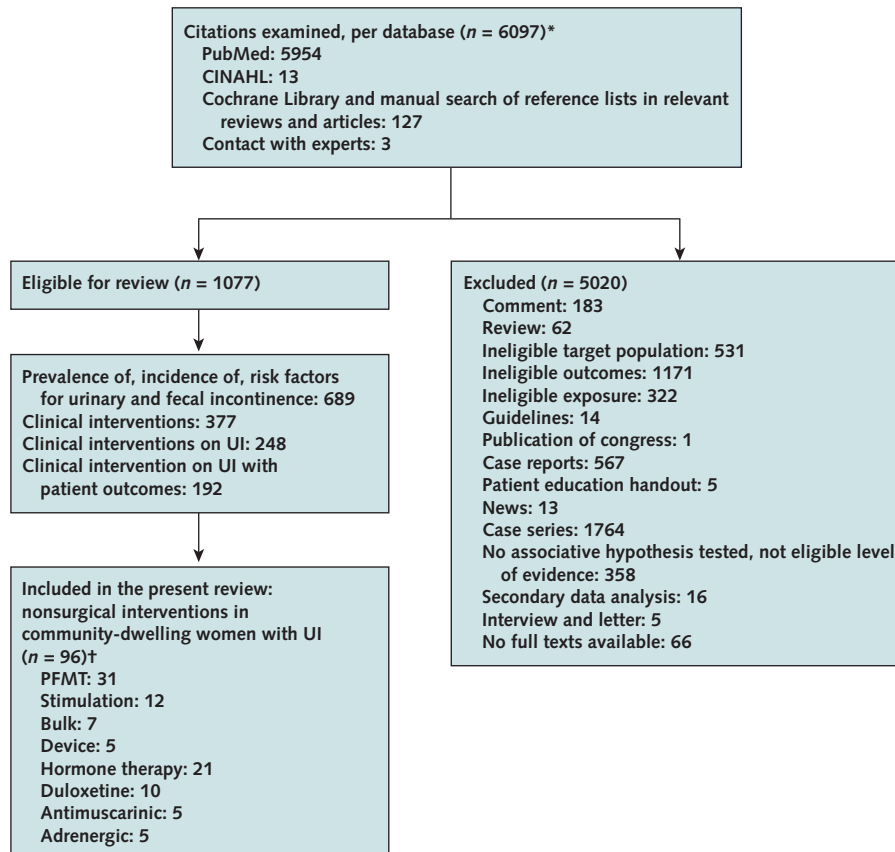 Citations examined, per database (n = 6097)*
PubMed: 5954
CINAHL: 13
Cochrane Library and manual search of reference lists in relevant
reviews and articles: 127
Contact with experts: 3
Eligible for review (n = 1077)
Prevalence of, incidence of, risk factors
for urinary and fecal incontinence: 689
Clinical interventions: 377
Clinical interventions on UI: 248
Clinical intervention on UI with
patient outcomes: 192
Included in the present review:
nonsurgical interventions in
community-dwelling women with UI
(n = 96)†
PFMT: 31
Stimulation: 12
Bulk: 7
Device: 5
Hormone therapy: 21
Duloxetine: 10
Antimuscarinic: 5
Adrenergic: 5
Excluded (n = 5020)
Comment: 183
Review: 62
Ineligible target population: 531
Ineligible outcomes: 1171
Ineligible exposure: 322
Guidelines: 14
Publication of congress: 1
Case reports: 567
Patient education handout: 5
News: 13
Case series: 1764
No associative hypothesis tested, not eligible level
of evidence: 358
Secondary data analysis: 16
Interview and letter: 5
No full texts available: 66